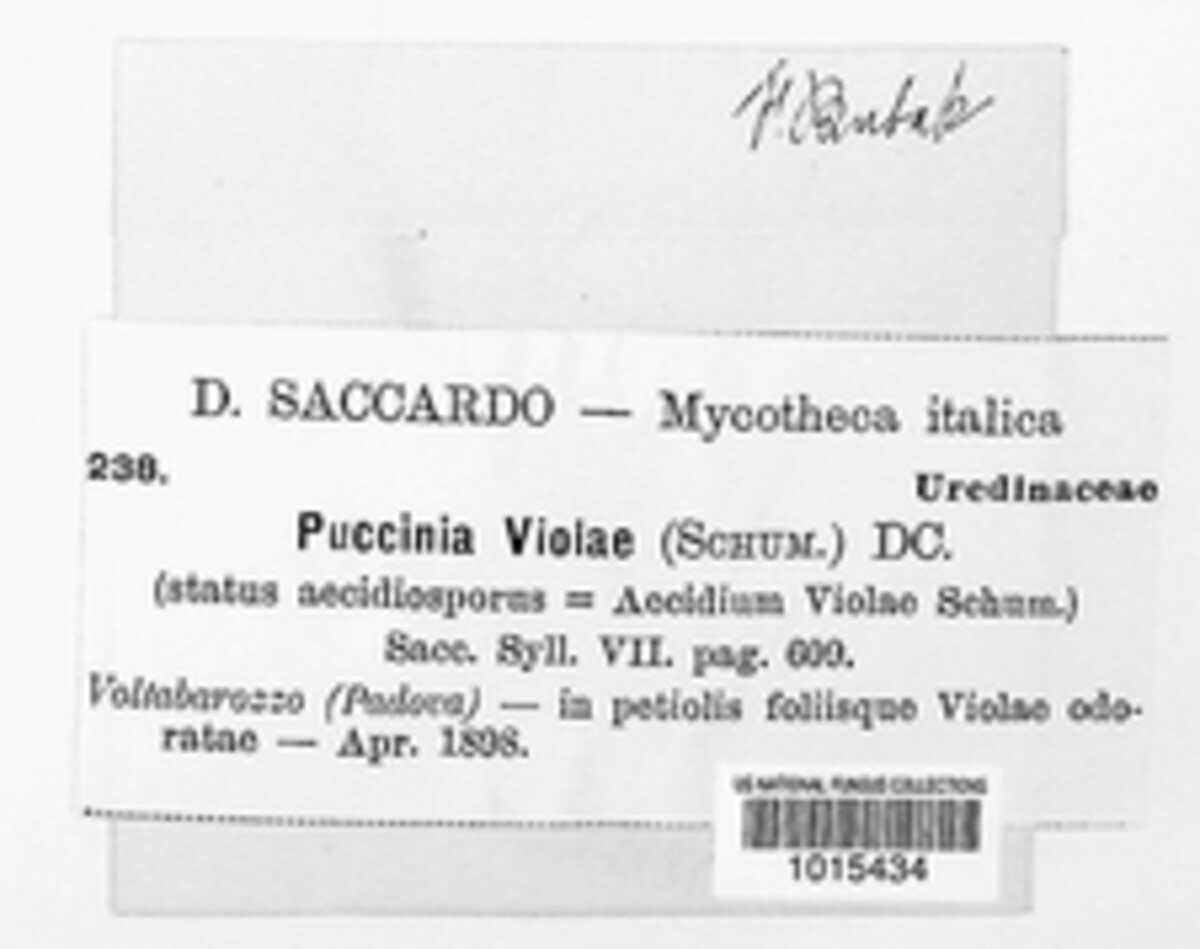 D. SACCARDO — Mycotheca italica
238.
Uredinaceae
Puccinia Violae (SCHUM.) DC.
(status aecidiosporus = Aecidium Violae Schum.)
Sacc. Syll. VII. pag. 609.
Voltabarozzo (Padova) — in petiolis foliisque Violae odo-
ratae — Apr. 1898.
US NATIONAL FUNGUS COLLECTIONS
1015434